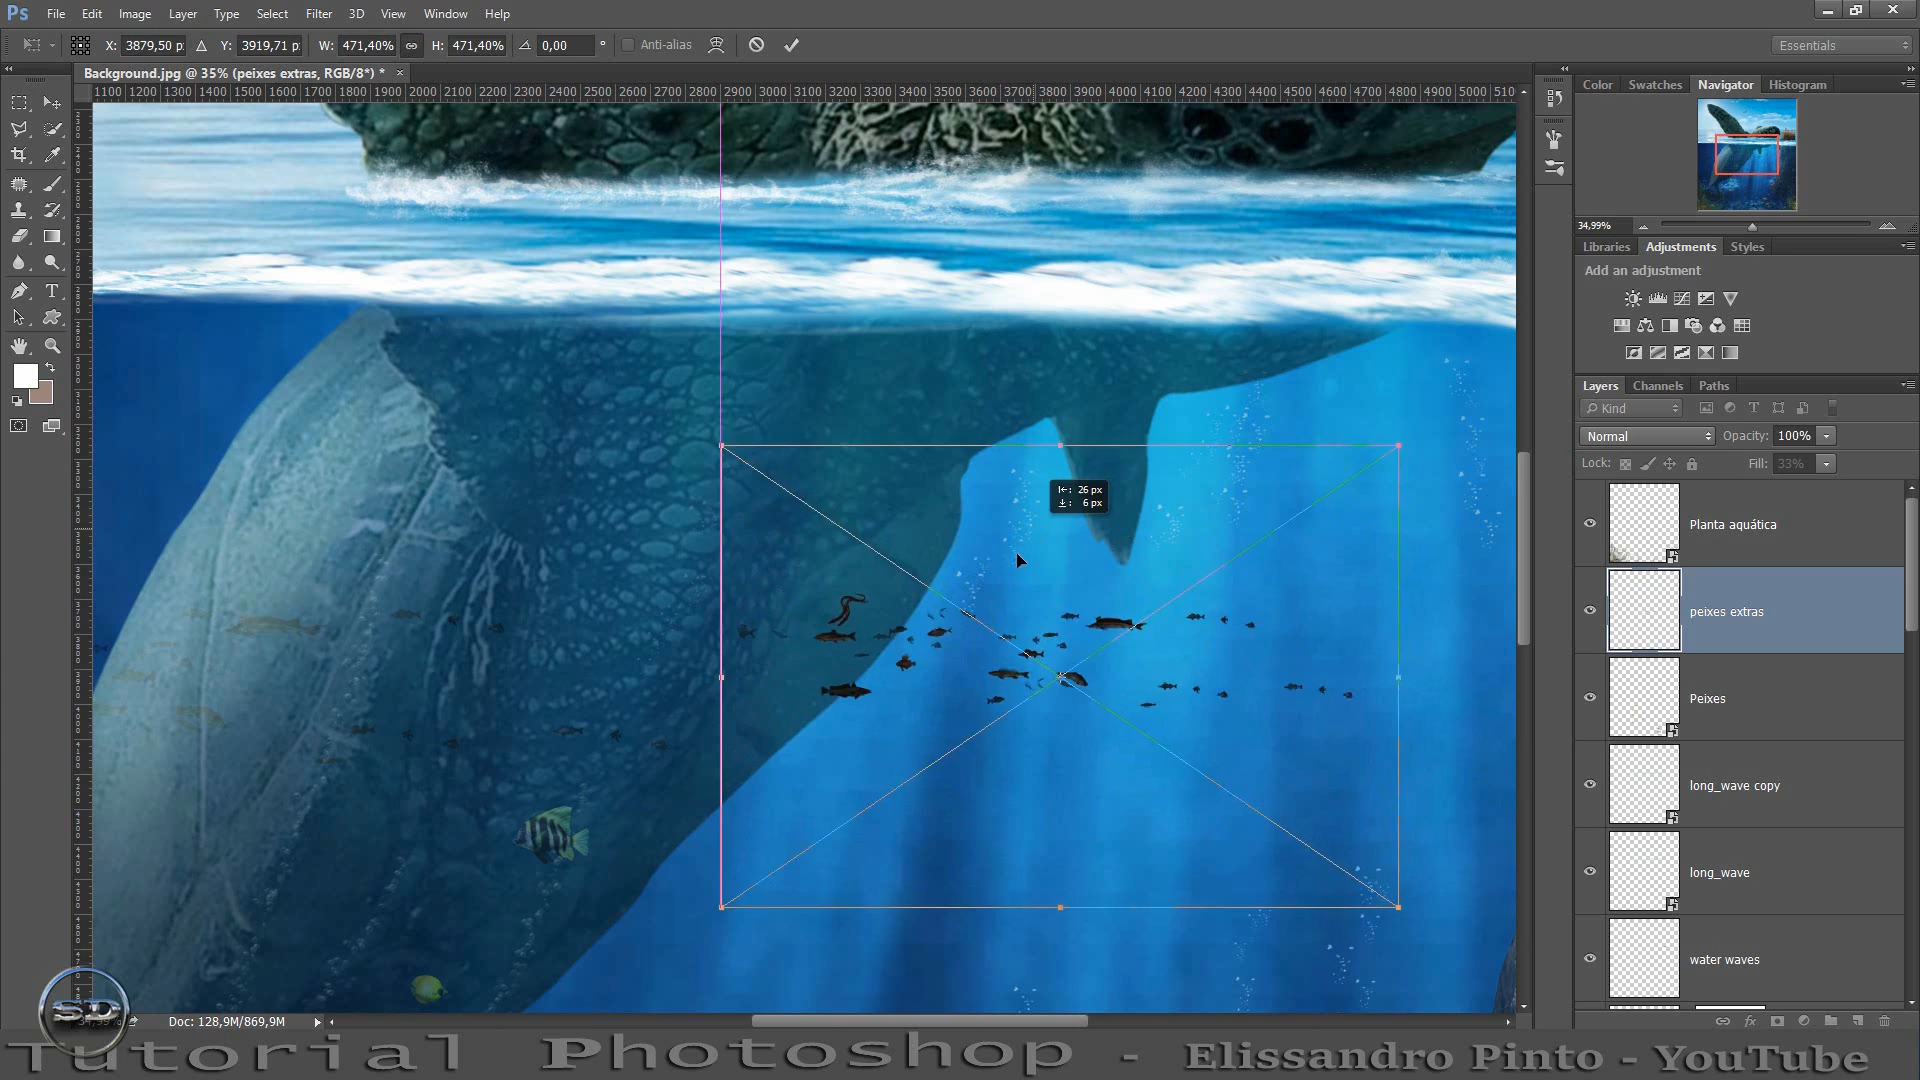 Ps File Edit Image Layer Type Select Filter 3D View Window Help
X: 3879,50 p Y: 3919,71 p W: 471,40% H: 471,40% 0,00 ° Anti-alias Essentials
Background.jpg @ 35% (peixes extras, RGB/8*) * ×
1100 1200 1300 1400 1500 1600 1700 1800 1900 2000 2100 2200 2300 2400 2500 2600 2700 2800 2900 3000 3100 3200 3300 3400 3500 3600 3700 3800 3900 4000 4100 4200 4300 4400 4500 4600 4700 4800 4900 5000 510
Color Swatches Navigator Histogram
34,99%
Libraries Adjustments Styles
Add an adjustment
Layers Channels Paths
Kind
Normal Opacity: 100%
Lock: Fill: 33%
Planta aquática
peixes extras
Peixes
long_wave copy
long_wave
water waves
26 px
6 px
SD
34,99%
Doc: 128,9M/869,9M
Tutorial Photoshop - Elissandro Pinto - YouTube